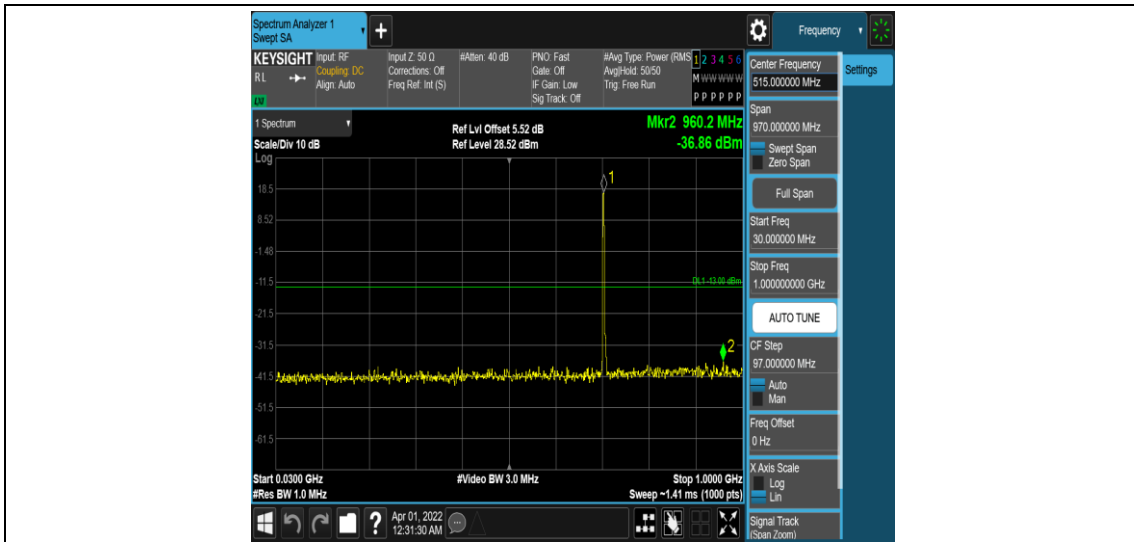 Spectrum Analyzer 1
Swept SA
+
Frequency
KEYSIGHT
RL
LXI
Input: RF
Coupling: DC
Align: Auto
Input Z: 50 Ω
Corrections: Off
Freq Ref: Int (S)
#Atten: 40 dB
PNO: Fast
Gate: Off
IF Gain: Low
Sig Track: Off
#Avg Type: Power (RMS
Avg|Hold: 50/50
Trig: Free Run
1 2 3 4 5 6
M W W W W W
P P P P P P
1 Spectrum
Scale/Div 10 dB
Ref Lvl Offset 5.52 dB
Ref Level 28.52 dBm
Mkr2 960.2 MHz
-36.86 dBm
Log
18.5
8.52
-1.48
-11.5
-21.5
-31.5
-41.5
-51.5
-61.5
1
DL1 -13.00 dBm
2
Start 0.0300 GHz
#Res BW 1.0 MHz
#Video BW 3.0 MHz
Stop 1.0000 GHz
Sweep ~1.41 ms (1000 pts)
Center Frequency
515.000000 MHz
Settings
Span
970.000000 MHz
Swept Span
Zero Span
Full Span
Start Freq
30.000000 MHz
Stop Freq
1.000000000 GHz
AUTO TUNE
CF Step
97.000000 MHz
Auto
Man
Freq Offset
0 Hz
X Axis Scale
Log
Lin
Signal Track
(Span Zoom)
?
Apr 01, 2022
12:31:30 AM